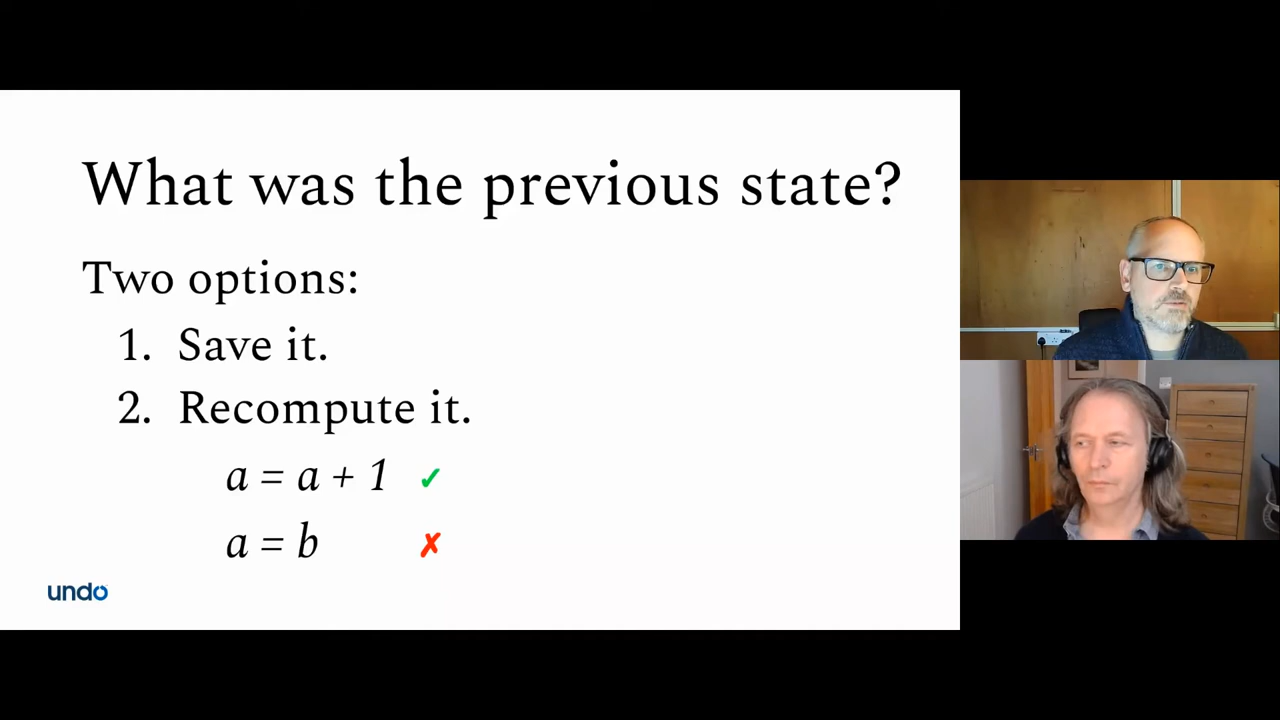 What was the previous state?
Two options:
1. Save it.
2. Recompute it.
a = a + 1 ✓
a = b ✗
undo